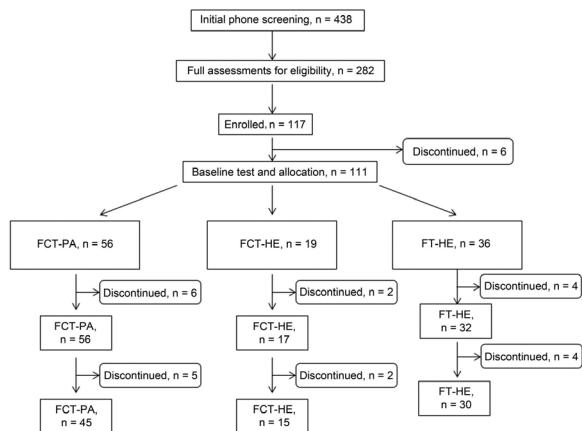 Initial phone screening, n = 438
Full assessments for eligibility, n = 282
Enrolled, n = 117
Discontinued, n = 6
Baseline test and allocation, n = 111
FCT-PA, n = 56
FCT-HE, n = 19
FT-HE, n = 36
Discontinued, n = 6
Discontinued, n = 2
Discontinued, n = 4
FCT-PA,
n = 56
FCT-HE,
n = 17
FT-HE,
n = 32
Discontinued, n = 5
Discontinued, n = 2
Discontinued, n = 4
FCT-PA,
n = 45
FCT-HE,
n = 15
FT-HE,
n = 30